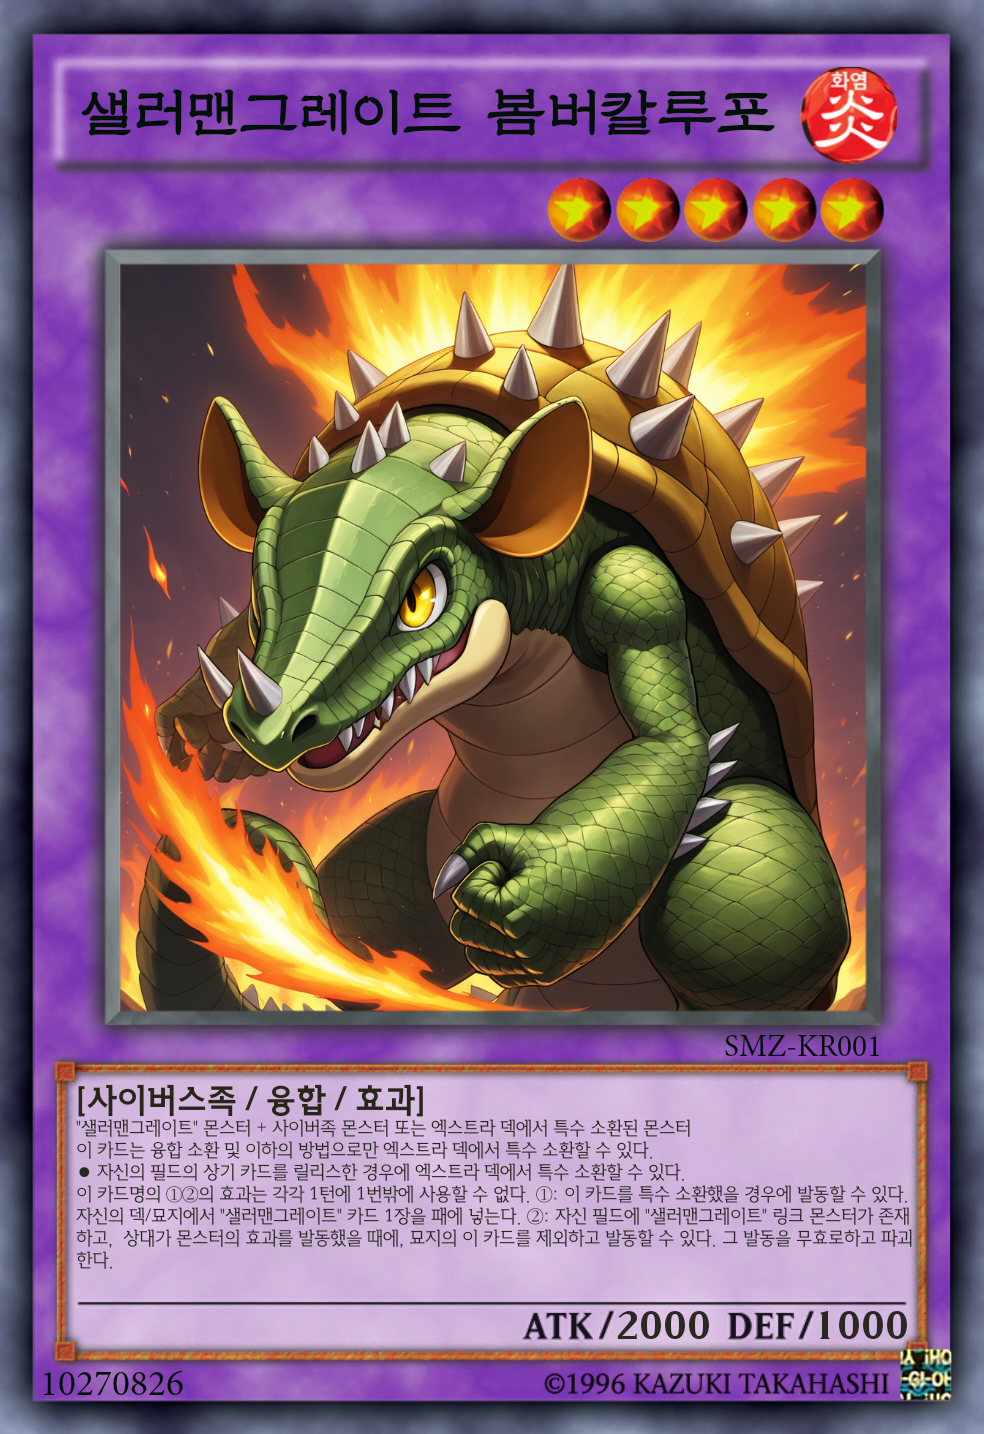 샐러맨그레이트 봄버칼루포
화염
炎
SMZ-KR001
[사이버스족 / 융합 / 효과]
"샐러맨그레이트" 몬스터 + 사이버족 몬스터 또는 엑스트라 덱에서 특수 소환된 몬스터
이 카드는 융합 소환 및 이하의 방법으로만 엑스트라 덱에서 특수 소환할 수 있다.
● 자신의 필드의 상기 카드를 릴리스한 경우에 엑스트라 덱에서 특수 소환할 수 있다.
이 카드명의 ①②의 효과는 각각 1턴에 1번밖에 사용할 수 없다. ①: 이 카드를 특수 소환했을 경우에 발동할 수 있다.
자신의 덱/묘지에서 "샐러맨그레이트" 카드 1장을 패에 넣는다. ②: 자신 필드에 "샐러맨그레이트" 링크 몬스터가 존재
하고, 상대가 몬스터의 효과를 발동했을 때에, 묘지의 이 카드를 제외하고 발동할 수 있다. 그 발동을 무효로하고 파괴
한다.
ATK/2000 DEF/1000
10270826
©1996 KAZUKI TAKAHASHI